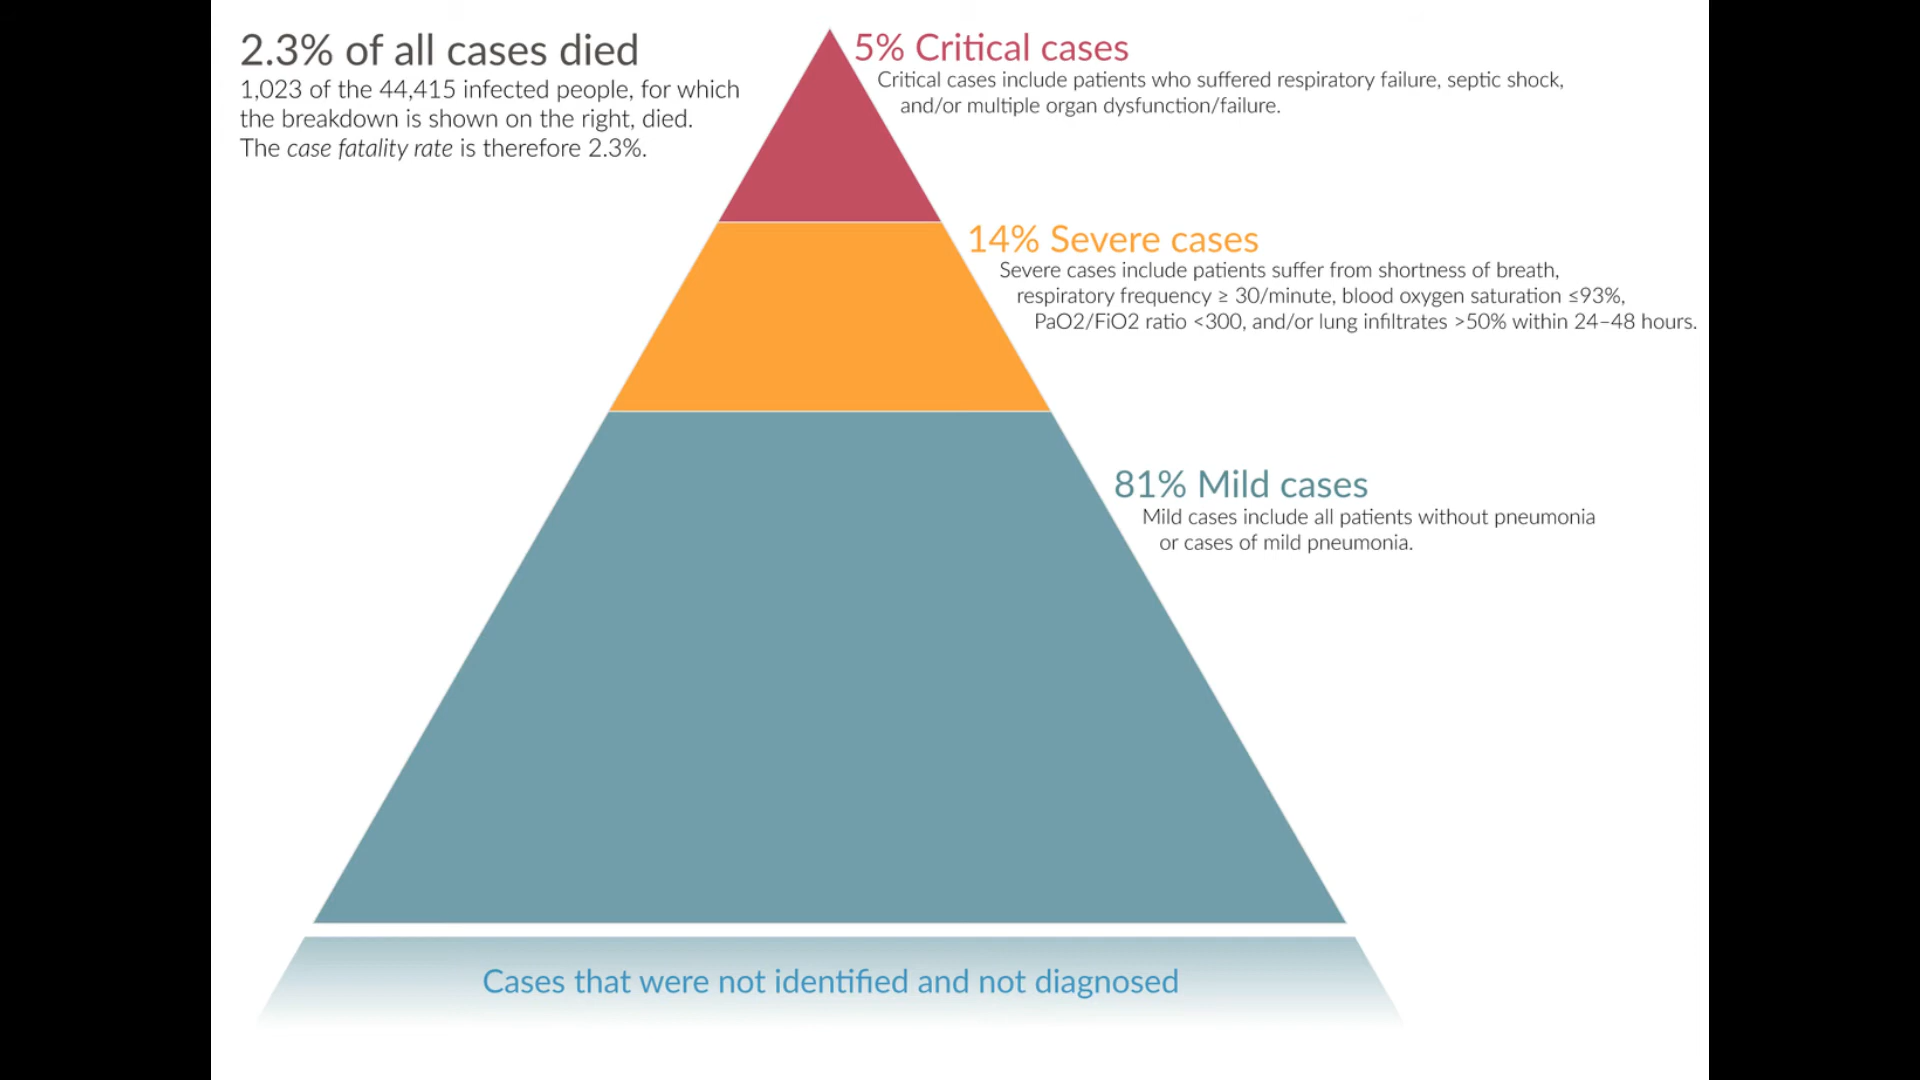 2.3% of all cases died
1,023 of the 44,415 infected people, for which
the breakdown is shown on the right, died.
The case fatality rate is therefore 2.3%.
5% Critical cases
Critical cases include patients who suffered respiratory failure, septic shock,
and/or multiple organ dysfunction/failure.
14% Severe cases
Severe cases include patients suffer from shortness of breath,
respiratory frequency ≥ 30/minute, blood oxygen saturation ≤93%,
PaO2/FiO2 ratio <300, and/or lung infiltrates >50% within 24–48 hours.
81% Mild cases
Mild cases include all patients without pneumonia
or cases of mild pneumonia.
Cases that were not identified and not diagnosed